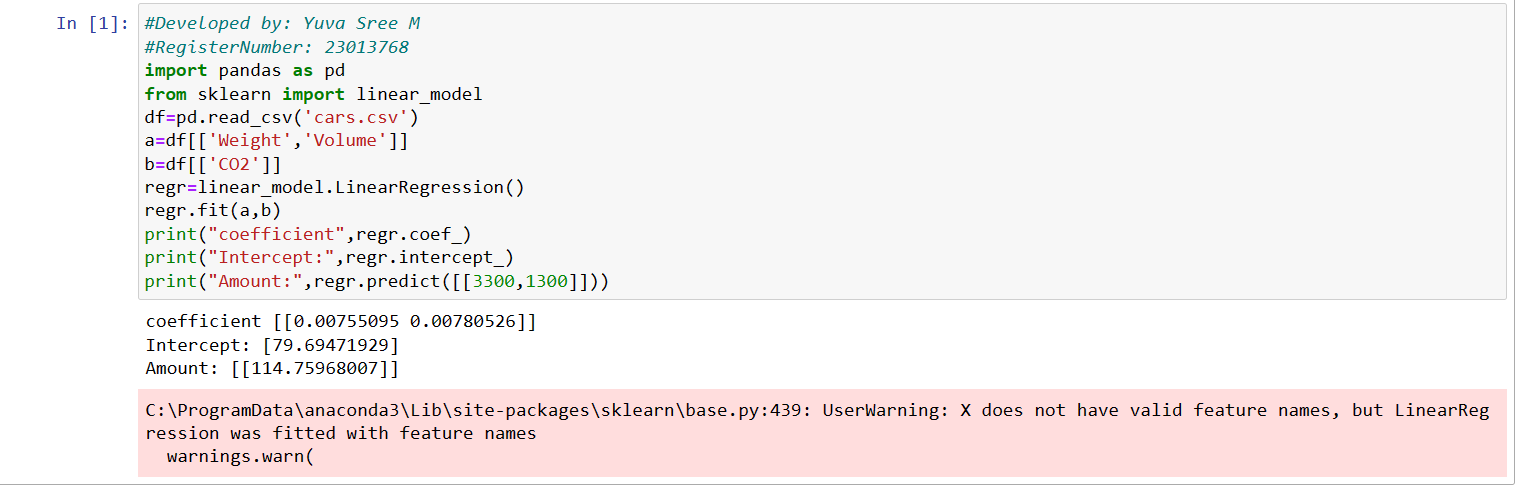 In [1]:
#Developed by: Yuva Sree M
#RegisterNumber: 23013768
import pandas as pd
from sklearn import linear_model
df=pd.read_csv('cars.csv')
a=df[['Weight','Volume']]
b=df[['CO2']]
regr=linear_model.LinearRegression()
regr.fit(a,b)
print("coefficient",regr.coef_)
print("Intercept:",regr.intercept_)
print("Amount:",regr.predict([[3300,1300]]))
coefficient [[0.00755095 0.00780526]]
Intercept: [79.69471929]
Amount: [[114.75968007]]
C:\ProgramData\anaconda3\Lib\site-packages\sklearn\base.py:439: UserWarning: X does not have valid feature names, but LinearReg
ression was fitted with feature names
  warnings.warn(